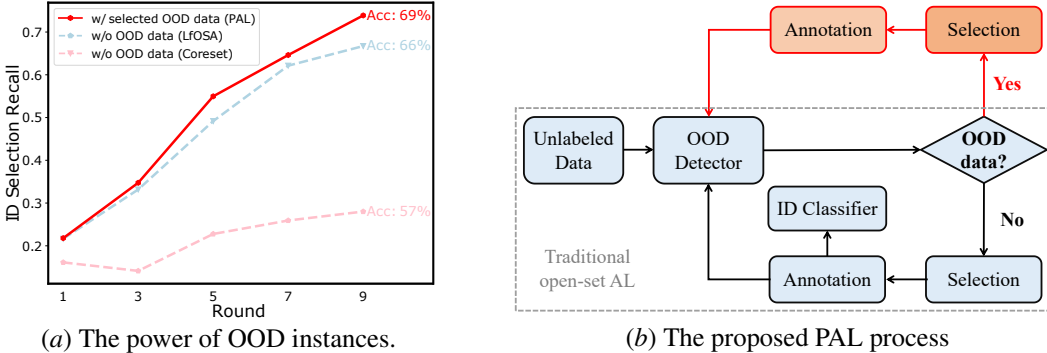 w/ selected OOD data (PAL)
w/o OOD data (LfOSA)
w/o OOD data (Coreset)
Acc: 69%
Acc: 66%
Acc: 57%
ID Selection Recall
0.7
0.6
0.5
0.4
0.3
0.2
1
3
5
7
9
Round
(a) The power of OOD instances.
Annotation
Selection
Yes
Unlabeled
Data
OOD
Detector
OOD
data?
ID Classifier
No
Traditional
open-set AL
Annotation
Selection
(b) The proposed PAL process